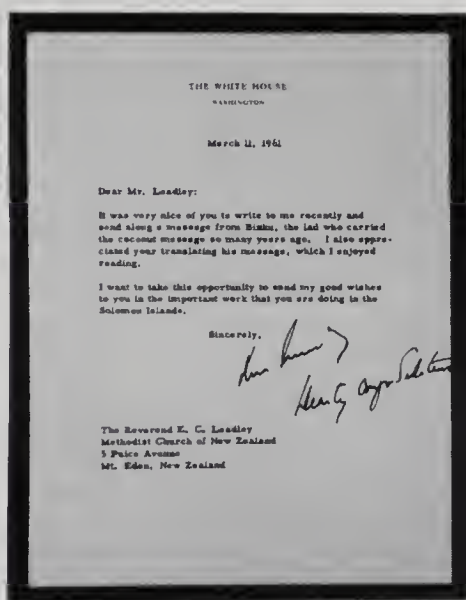 THE WHITE HOUSE
WASHINGTON
March 11, 1961
Dear Mr. Leadley:
It was very nice of you to write to me recently and
send along a message from Biuku, the lad who carried
the coconut message so many years ago. I also appre-
ciated your translating his message, which I enjoyed
reading.
I want to take this opportunity to send my good wishes
to you in the important work that you are doing in the
Solomon Islands.
Sincerely,
The Reverend E. C. Leadley
Methodist Church of New Zealand
5 Paice Avenue
Mt. Eden, New Zealand